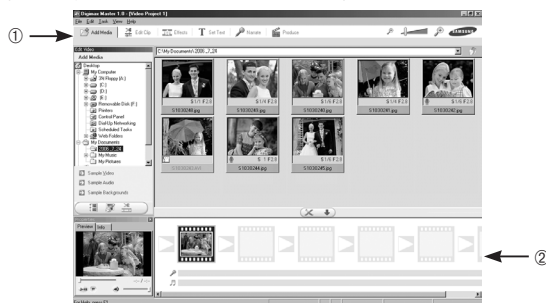 Digimax Master 1.0 - [Video Project 1]
File Edit Task View Help
①
Add Media Edit Clip Effects T Set Text Narrate Produce SAMSUNG
Edit Video
Add Media
C:\My Documents\2006_7_24
Desktop
My Computer
3½ Floppy (A:)
(C:)
(D:)
(E:)
Removable Disk (F:)
Printers
Control Panel
Dial-Up Networking
Scheduled Tasks
Web Folders
My Documents
2006_7_24
My Music
My Pictures
Sample Video
Sample Audio
Sample Backgrounds
S1030240.jpg
S1030241.jpg
S1030242.jpg
S1030244.jpg
S1030245.jpg
Preview Info
②